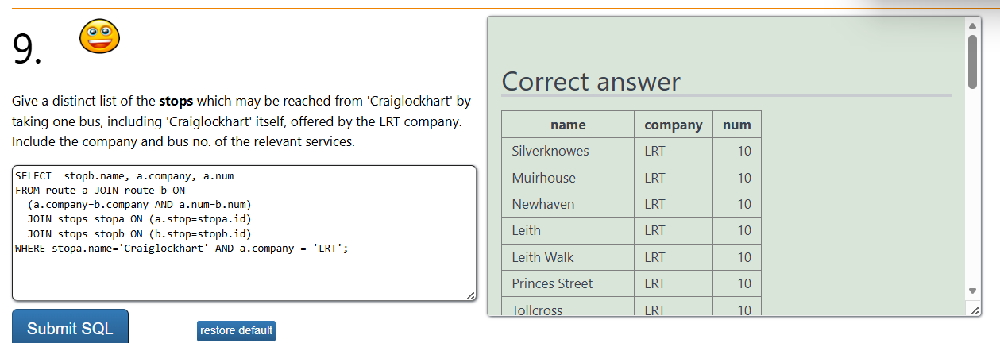 9.
Give a distinct list of the stops which may be reached from 'Craiglockhart' by
taking one bus, including 'Craiglockhart' itself, offered by the LRT company.
Include the company and bus no. of the relevant services.
SELECT  stopb.name, a.company, a.num
FROM route a JOIN route b ON
  (a.company=b.company AND a.num=b.num)
  JOIN stops stopa ON (a.stop=stopa.id)
  JOIN stops stopb ON (b.stop=stopb.id)
WHERE stopa.name='Craiglockhart' AND a.company = 'LRT';
Submit SQL
restore default
Correct answer
name company num
Silverknowes LRT 10
Muirhouse LRT 10
Newhaven LRT 10
Leith LRT 10
Leith Walk LRT 10
Princes Street LRT 10
Tollcross LRT 10